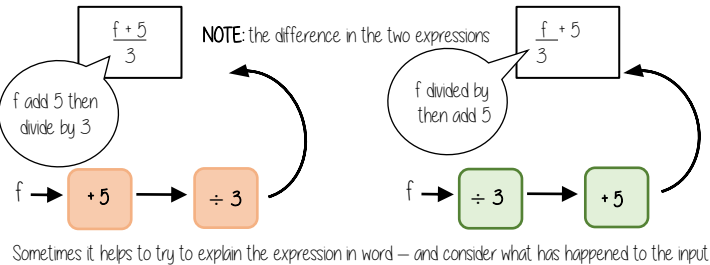 f + 5
3
NOTE: the difference in the two expressions
f + 5
3
f add 5 then
divide by 3
f divided by
then add 5
f
+ 5
÷ 3
f
÷ 3
+ 5
Sometimes it helps to try to explain the expression in word – and consider what has happened to the input